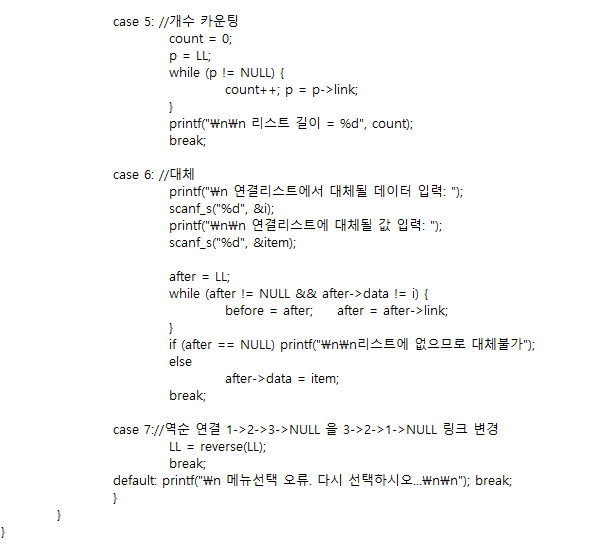 case 5: //개수 카운팅
count = 0;
p = LL;
while (p != NULL) {
count++; p = p->link;
}
printf("₩n₩n 리스트 길이 = %d", count);
break;
case 6: //대체
printf("₩n 연결리스트에서 대체될 데이터 입력: ");
scanf_s("%d", &i);
printf("₩n₩n 연결리스트에 대체될 값 입력: ");
scanf_s("%d", &item);
after = LL;
while (after != NULL && after->data != i) {
before = after; after = after->link;
}
if (after == NULL) printf("₩n₩n리스트에 없으므로 대체불가");
else
after->data = item;
break;
case 7://역순 연결 1->2->3->NULL 을 3->2->1->NULL 링크 변경
LL = reverse(LL);
break;
default: printf("₩n 메뉴선택 오류. 다시 선택하시오...₩n₩n"); break;
}
}
}